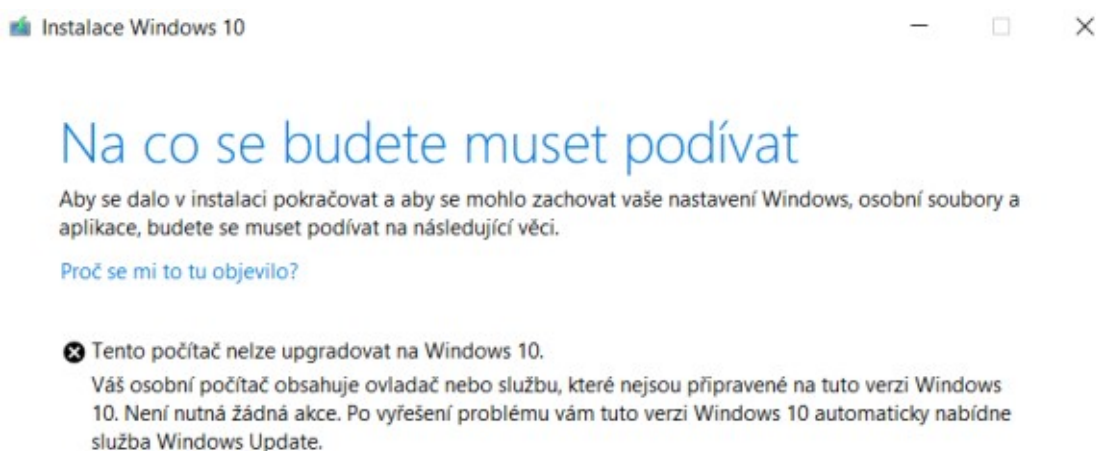 Instalace Windows 10
Na co se budete muset podívat
Aby se dalo v instalaci pokračovat a aby se mohlo zachovat vaše nastavení Windows, osobní soubory a
aplikace, budete se muset podívat na následující věci.
Proč se mi to tu objevilo?
Tento počítač nelze upgradovat na Windows 10.
Váš osobní počítač obsahuje ovladač nebo službu, které nejsou připravené na tuto verzi Windows
10. Není nutná žádná akce. Po vyřešení problému vám tuto verzi Windows 10 automaticky nabídne
služba Windows Update.